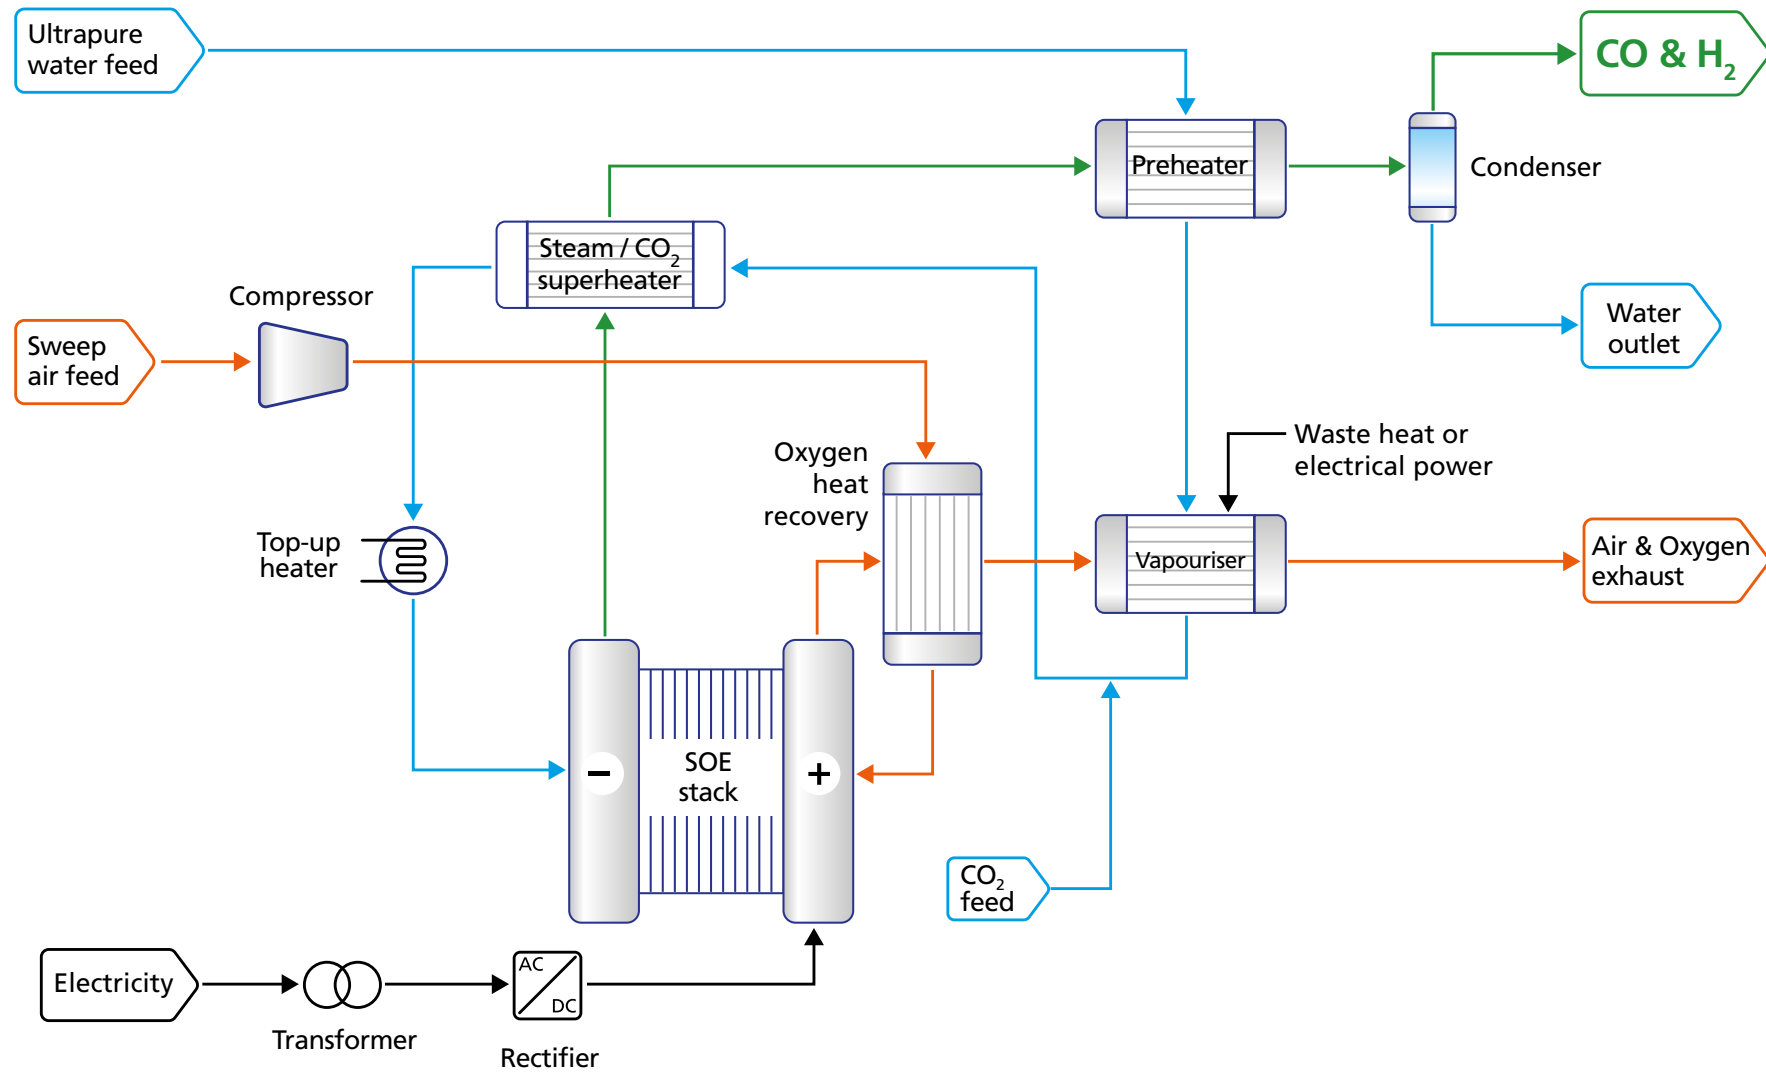 Ultrapure
water feed
CO & H₂
Preheater
Condenser
Steam / CO₂
superheater
Compressor
Sweep
air feed
Water
outlet
Oxygen
heat
recovery
Waste heat or
electrical power
Top-up
heater
Vapouriser
Air & Oxygen
exhaust
−
SOE
stack
+
CO₂
feed
Electricity
AC
DC
Transformer
Rectifier